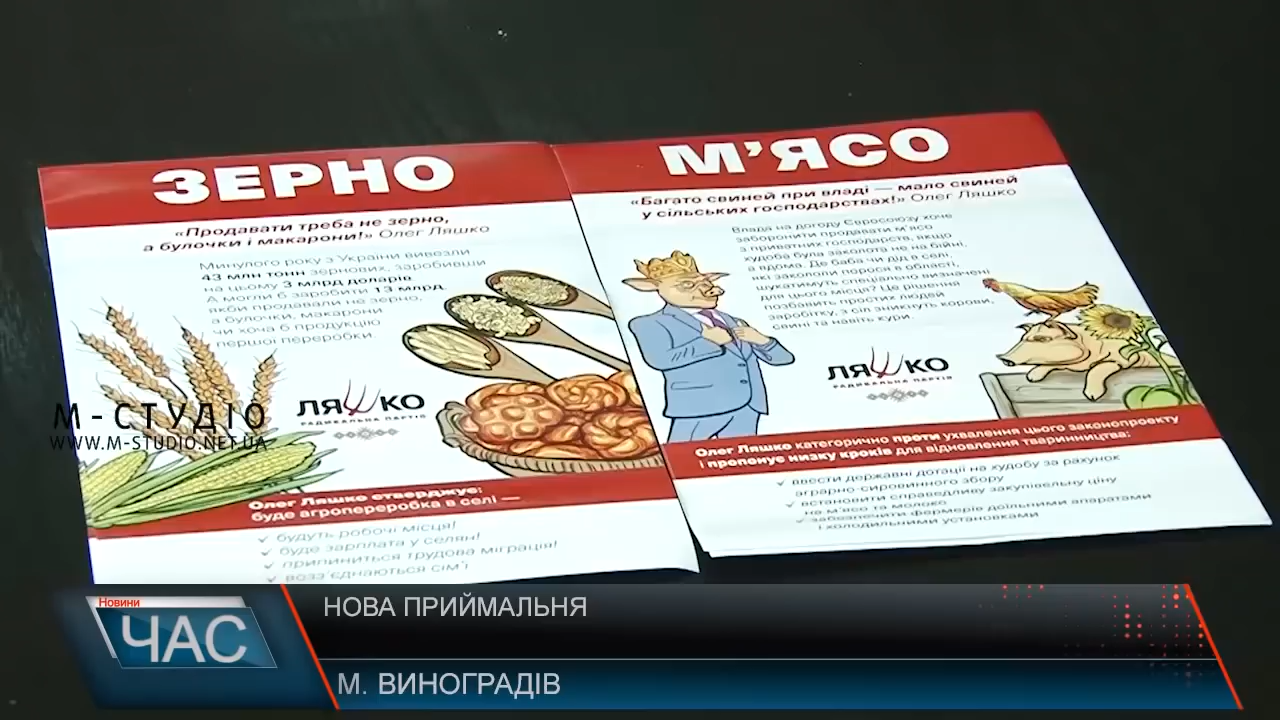 ЗЕРНО
«Продавати треба не зерно,
а булочки і макарони!» Олег Ляшко
Минулого року з України вивезли
43 млн тонн зернових, заробивши
на цьому 3 млрд доларів.
А могли б заробити 13 млрд,
якби продавали не зерно,
а булочки, макарони
чи хоча б продукцію
першої переробки.
ЛЯШКО
РАДИКАЛЬНА ПАРТІЯ
Олег Ляшко стверджує:
буде агропереробка в селі —
✓ будуть робочі місця!
✓ буде зарплата у селян!
✓ припиниться трудова міграція!
✓ возз'єднаються сім'ї
М'ЯСО
«Багато свиней при владі — мало свиней
у сільських господарствах!» Олег Ляшко
Влада на догоду Євросоюзу хоче
заборонити продавати м'ясо
з приватних господарств, якщо
худоба була заколота не на бійні,
а вдома. Де баба чи дід в селі,
які закололи порося в області,
шукатимуть спеціально визначені
для цього місця? Це рішення
позбавить простих людей
заробітку, з сіл зникнуть корови,
свині та навіть кури.
ЛЯШКО
РАДИКАЛЬНА ПАРТІЯ
Олег Ляшко категорично проти ухвалення цього законопроекту
і пропонує низку кроків для відновлення тваринництва:
✓ ввести державні дотації на худобу за рахунок
аграрно-сировинного збору
✓ встановити справедливу закупівельну ціну
на м'ясо та молоко
✓ забезпечити фермерів доїльними апаратами
і холодильними установками
М-СТУДІО
WWW.M-STUDIO.NET.UA
Новини
ЧАС
НОВА ПРИЙМАЛЬНЯ
М. ВИНОГРАДІВ